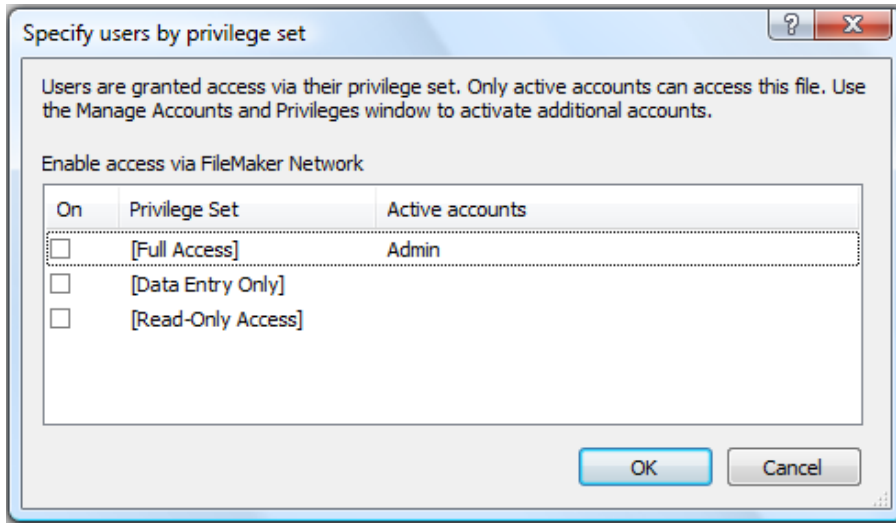 Specify users by privilege set
Users are granted access via their privilege set. Only active accounts can access this file. Use
the Manage Accounts and Privileges window to activate additional accounts.
Enable access via FileMaker Network
On Privilege Set Active accounts
[Full Access] Admin
[Data Entry Only]
[Read-Only Access]
OK Cancel